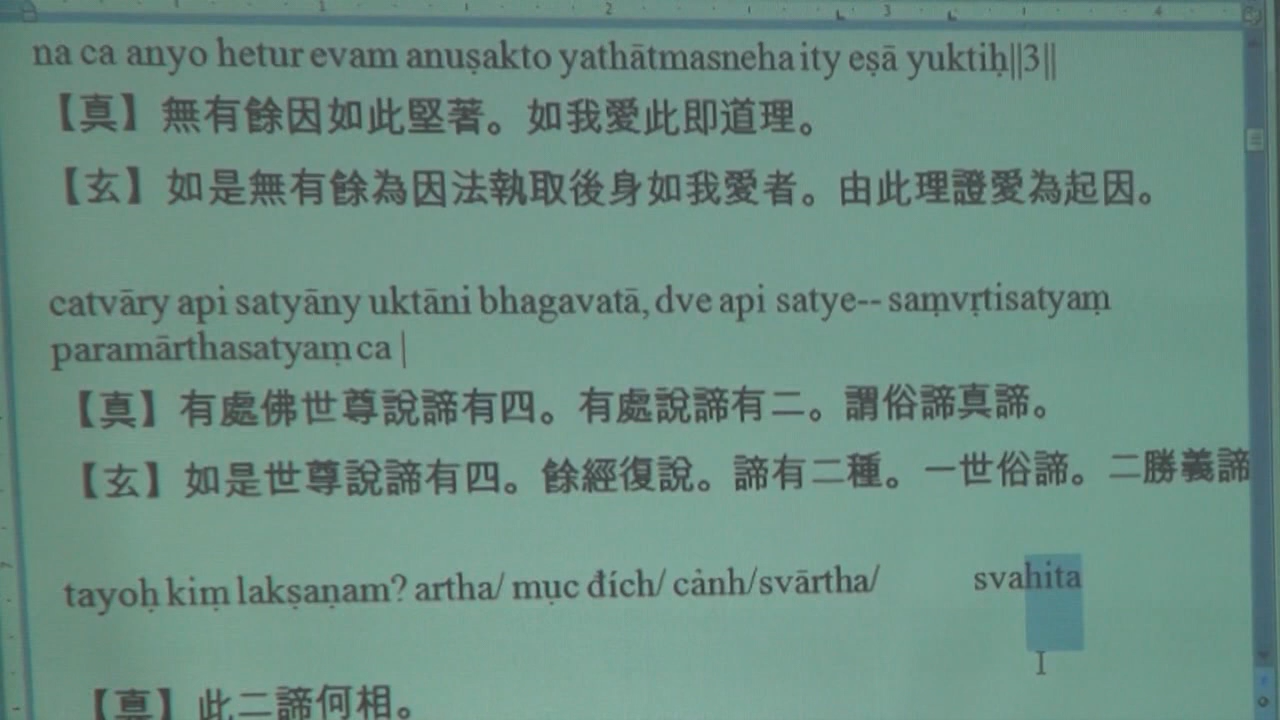 na ca anyo hetur evam anuṣakto yathātmasneha ity eṣā yuktiḥ||3||
【真】無有餘因如此堅著。如我愛此即道理。
【玄】如是無有餘為因法執取後身如我愛者。由此理證愛為起因。
catvāry api satyāny uktāni bhagavatā, dve api satye-- saṃvṛtisatyaṃ
paramārthasatyaṃ ca |
【真】有處佛世尊說諦有四。有處說諦有二。謂俗諦真諦。
【玄】如是世尊說諦有四。餘經復說。諦有二種。一世俗諦。二勝義諦
tayoḥ kiṃ lakṣaṇam? artha/ mục đích/ cảnh/svārtha/ svahita
【真】此二諦何相。